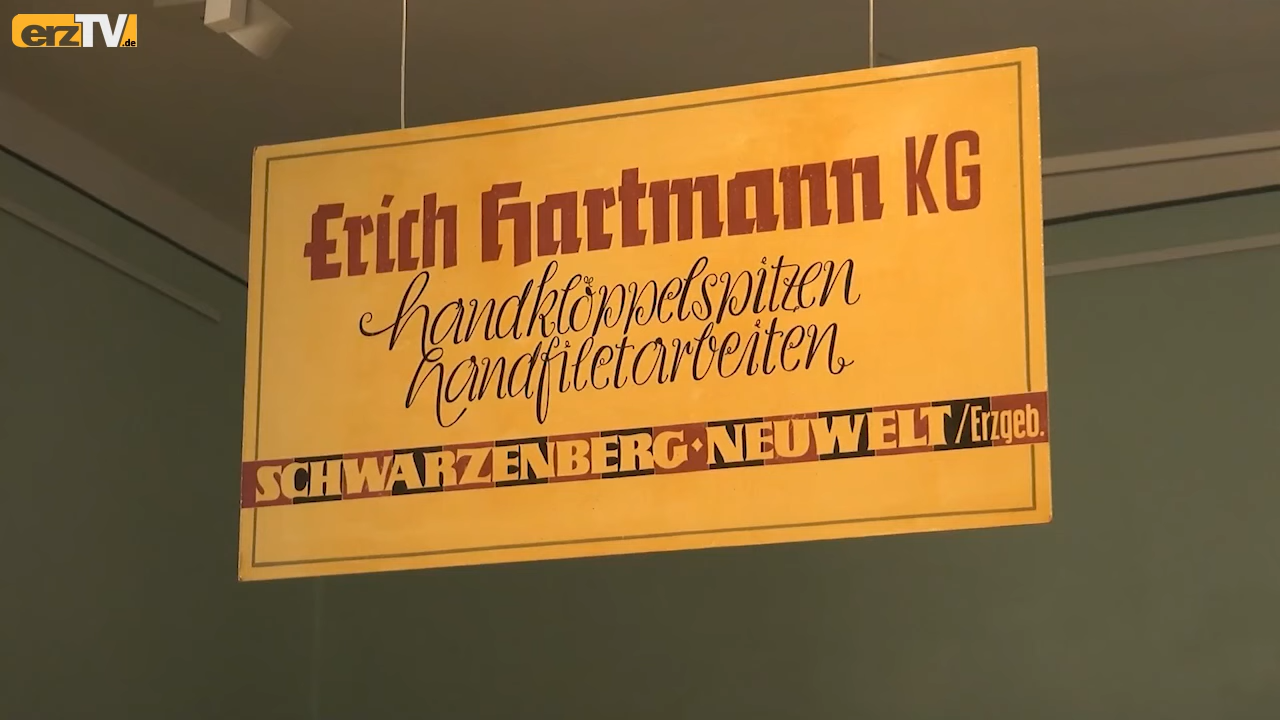 erzTV.de
Erich Hartmann KG
handklöppelspitzen
handfiletarbeiten
SCHWARZENBERG·NEUWELT/Erzgeb.